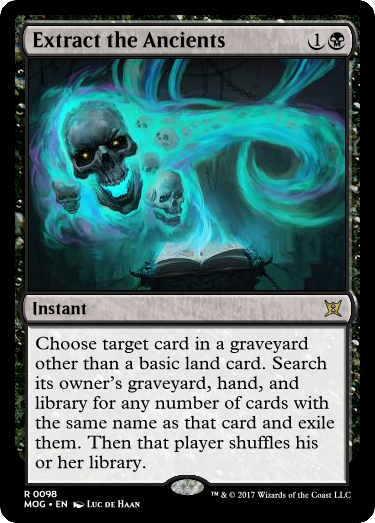 Extract the Ancients 1
Instant
Choose target card in a graveyard
other than a basic land card. Search
its owner's graveyard, hand, and
library for any number of cards with
the same name as that card and exile
them. Then that player shuffles his
or her library.
R 0098
MOG • EN Luc de Haan
™ & © 2017 Wizards of the Coast LLC